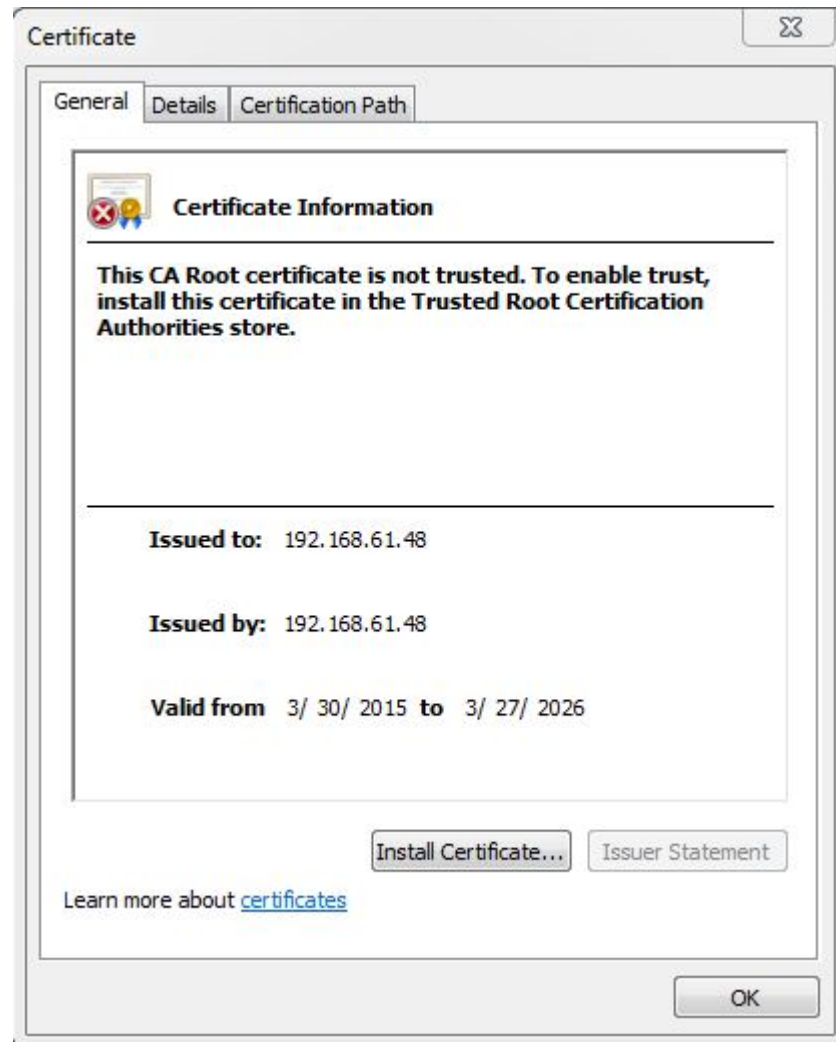 Certificate
General Details Certification Path
Certificate Information
This CA Root certificate is not trusted. To enable trust,
install this certificate in the Trusted Root Certification
Authorities store.
Issued to: 192.168.61.48
Issued by: 192.168.61.48
Valid from 3/ 30/ 2015 to 3/ 27/ 2026
Install Certificate... Issuer Statement
Learn more about certificates
OK